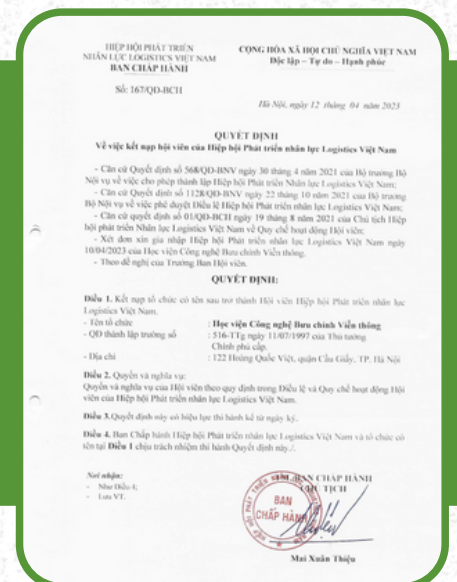 HIỆP HỘI PHÁT TRIỂN
NHÂN LỰC LOGISTICS VIỆT NAM
BAN CHẤP HÀNH
Số: 167/QĐ-BCH
CỘNG HÒA XÃ HỘI CHỦ NGHĨA VIỆT NAM
Độc lập – Tự do – Hạnh phúc
Hà Nội, ngày 12 tháng 04 năm 2023
QUYẾT ĐỊNH
Về việc kết nạp hội viên của Hiệp hội Phát triển nhân lực Logistics Việt Nam
- Căn cứ Quyết định số 568/QĐ-BNV ngày 30 tháng 4 năm 2021 của Bộ trưởng Bộ
Nội vụ về việc cho phép thành lập Hiệp hội Phát triển Nhân lực Logistics Việt Nam;
- Căn cứ Quyết định số 1128/QĐ-BNV ngày 22 tháng 10 năm 2021 của Bộ trưởng
Bộ Nội vụ về việc phê duyệt Điều lệ Hiệp hội Phát triển nhân lực Logistics Việt Nam;
- Căn cứ quyết định số 01/QĐ-BCH ngày 19 tháng 8 năm 2021 của Chủ tịch Hiệp
hội phát triển Nhân lực Logistics Việt Nam về Quy chế hoạt động Hội viên;
- Xét đơn xin gia nhập Hiệp hội Phát triển nhân lực Logistics Việt Nam ngày
10/04/2023 của Học viện Công nghệ Bưu chính Viễn thông.
- Theo đề nghị của Trưởng Ban Hội viên.
QUYẾT ĐỊNH:
Điều 1. Kết nạp tổ chức có tên sau trở thành Hội viên Hiệp hội Phát triển nhân lực
Logistics Việt Nam.
- Tên tổ chức : Học viện Công nghệ Bưu chính Viễn thông
- QĐ thành lập trường số : 516-TTg ngày 11/07/1997 của Thủ tướng
Chính phủ cấp.
- Địa chỉ : 122 Hoàng Quốc Việt, quận Cầu Giấy, TP. Hà Nội
Điều 2. Quyền và nghĩa vụ:
Quyền và nghĩa vụ của Hội viên theo quy định trong Điều lệ và Quy chế hoạt động Hội
viên của Hiệp hội Phát triển nhân lực Logistics Việt Nam.
Điều 3.Quyết định này có hiệu lực thi hành kể từ ngày ký.
Điều 4. Ban Chấp hành Hiệp hội Phát triển nhân lực Logistics Việt Nam và tổ chức có
tên tại Điều 1 chịu trách nhiệm thi hành Quyết định này./.
Nơi nhận:
- Như Điều 4;
- Lưu VT.
BAN CHẤP HÀNH
CHỦ TỊCH
BAN
CHẤP HÀNH
Mai Xuân Thiệu